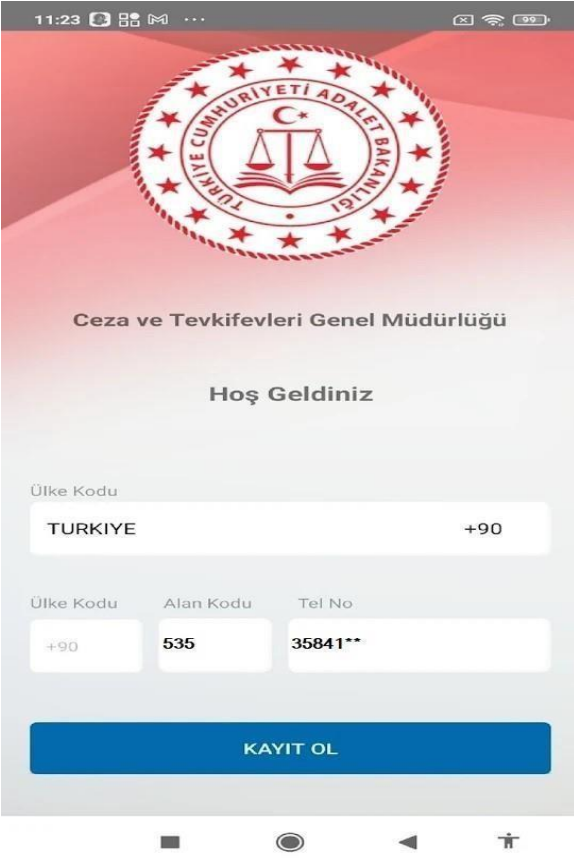 11:23
99
TÜRKİYE CUMHURİYETİ ADALET BAKANLIĞI
Ceza ve Tevkifevleri Genel Müdürlüğü
Hoş Geldiniz
Ülke Kodu
TURKIYE +90
Ülke Kodu Alan Kodu Tel No
+90 535 35841**
KAYIT OL